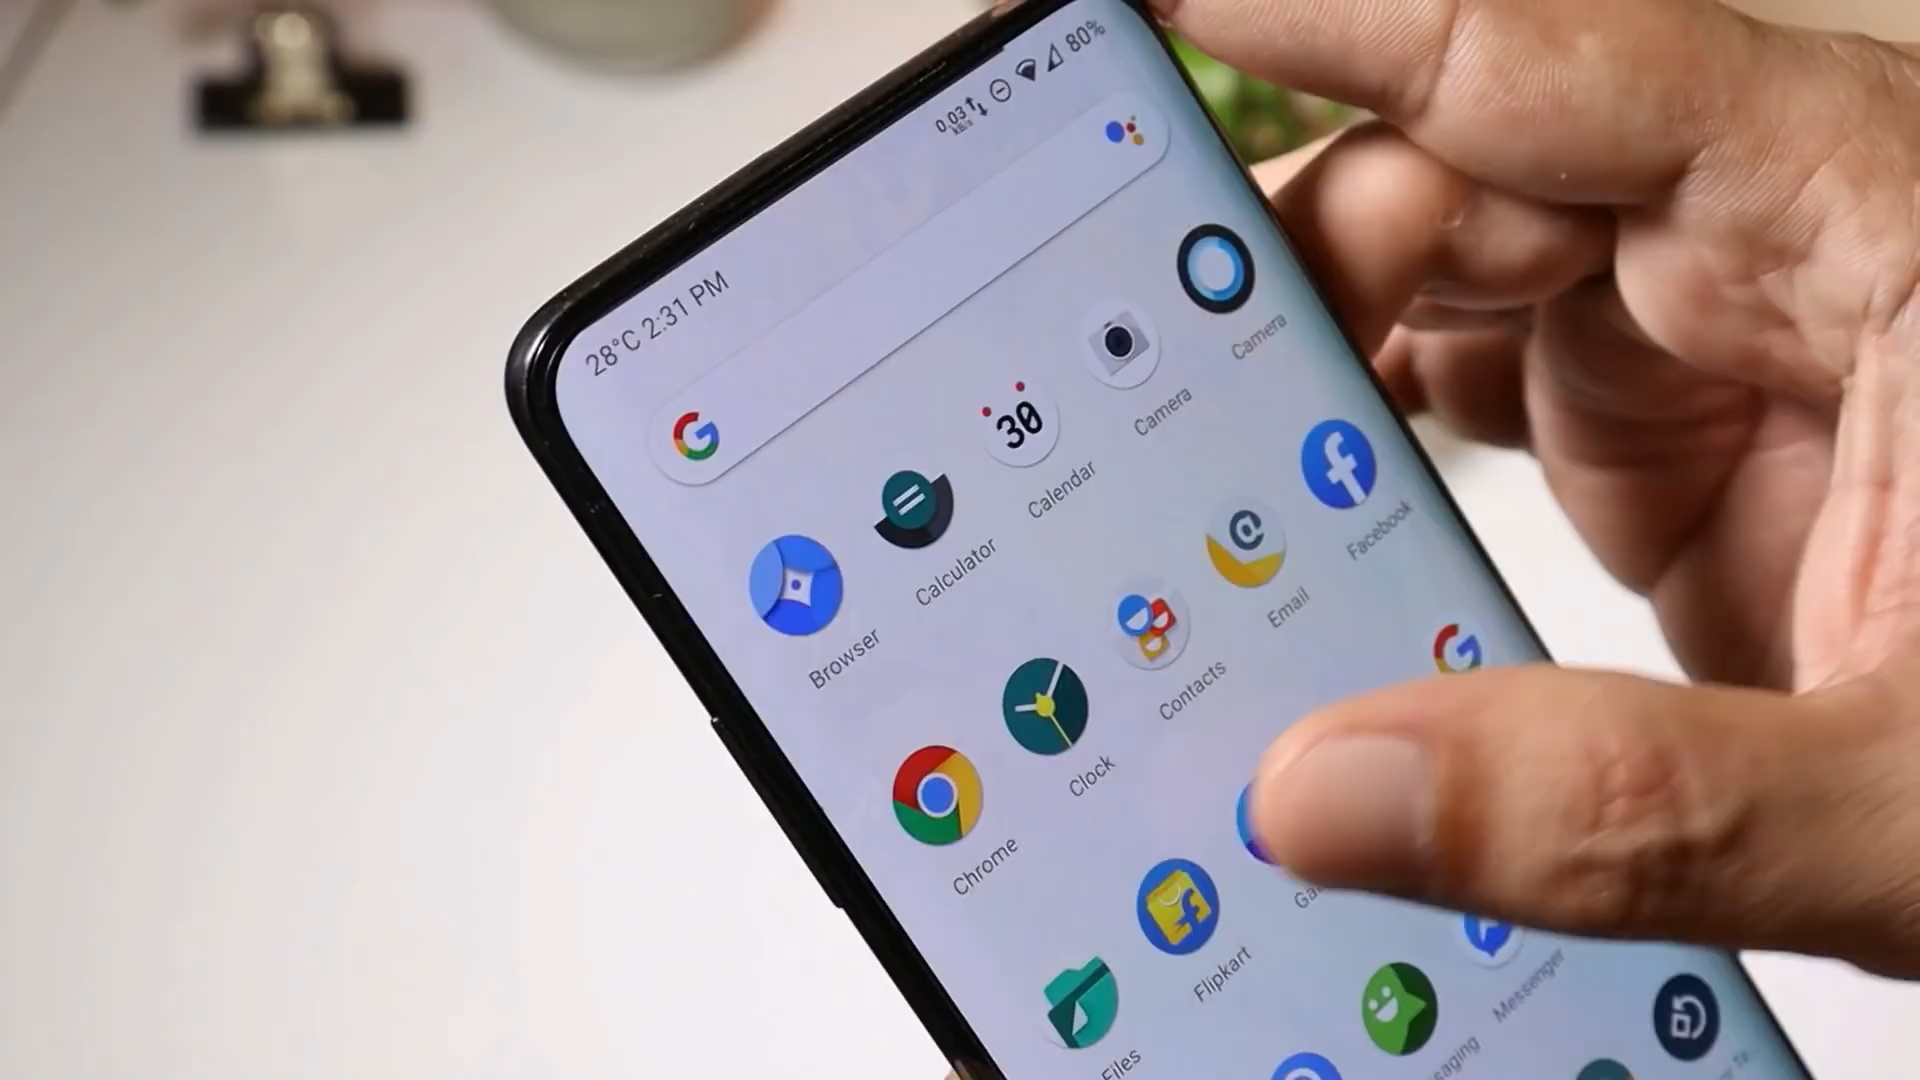 28°C 2:31 PM
0.03 kB/s
80%
Browser
Calculator
30
Calendar
Camera
Camera
Chrome
Clock
Contacts
@
Email
Facebook
Files
Flipkart
Messenger